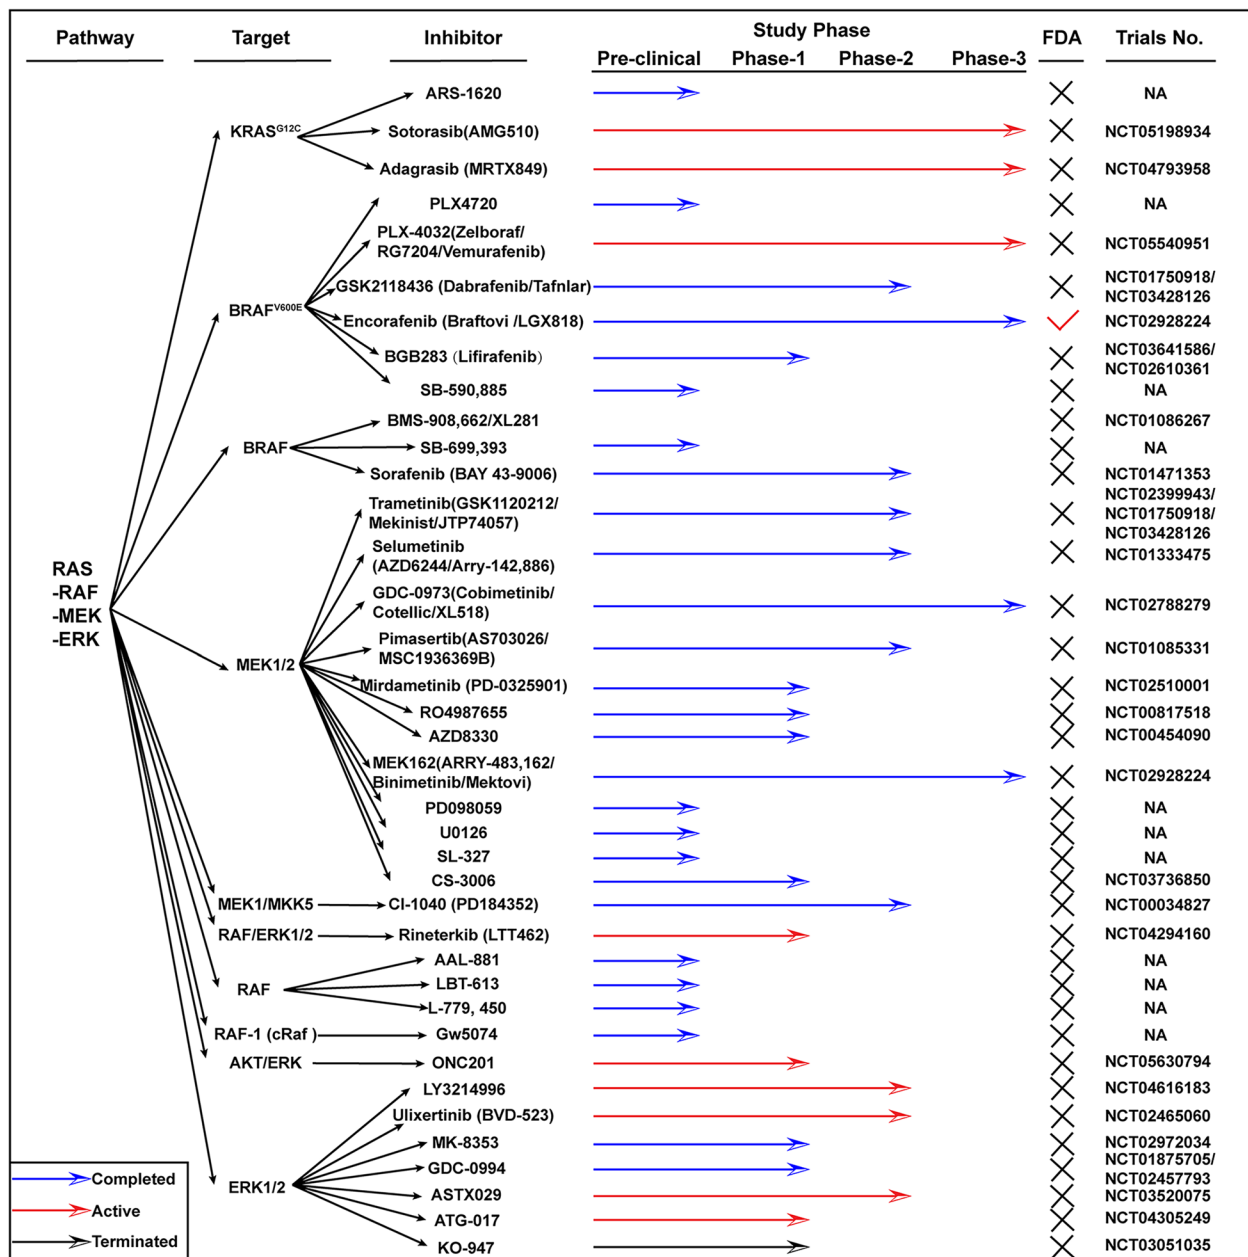 Pathway Target Inhibitor Study Phase FDA Trials No.
Pre-clinical Phase-1 Phase-2 Phase-3
RAS
-RAF
-MEK
-ERK
KRAS^G12C
ARS-1620 NA
Sotorasib(AMG510) NCT05198934
Adagrasib (MRTX849) NCT04793958
BRAF^V600E
PLX4720 NA
PLX-4032(Zelboraf/
RG7204/Vemurafenib) NCT05540951
GSK2118436 (Dabrafenib/Tafnlar) NCT01750918/
NCT03428126
Encorafenib (Braftovi /LGX818) NCT02928224
BGB283 (Lifirafenib) NCT03641586/
NCT02610361
SB-590,885 NA
BRAF
BMS-908,662/XL281 NCT01086267
SB-699,393 NA
Sorafenib (BAY 43-9006) NCT01471353
MEK1/2
Trametinib(GSK1120212/
Mekinist/JTP74057) NCT02399943/
NCT01750918/
NCT03428126
Selumetinib
(AZD6244/Arry-142,886) NCT01333475
GDC-0973(Cobimetinib/
Cotellic/XL518) NCT02788279
Pimasertib(AS703026/
MSC1936369B) NCT01085331
Mirdametinib (PD-0325901) NCT02510001
RO4987655 NCT00817518
AZD8330 NCT00454090
MEK162(ARRY-483,162/
Binimetinib/Mektovi) NCT02928224
PD098059 NA
U0126 NA
SL-327 NA
CS-3006 NCT03736850
MEK1/MKK5 CI-1040 (PD184352) NCT00034827
RAF/ERK1/2 Rineterkib (LTT462) NCT04294160
RAF
AAL-881 NA
LBT-613 NA
L-779, 450 NA
RAF-1 (cRaf ) Gw5074 NA
AKT/ERK ONC201 NCT05630794
ERK1/2
LY3214996 NCT04616183
Ulixertinib (BVD-523) NCT02465060
MK-8353 NCT02972034
GDC-0994 NCT01875705/
NCT02457793
ASTX029 NCT03520075
ATG-017 NCT04305249
KO-947 NCT03051035
Completed
Active
Terminated